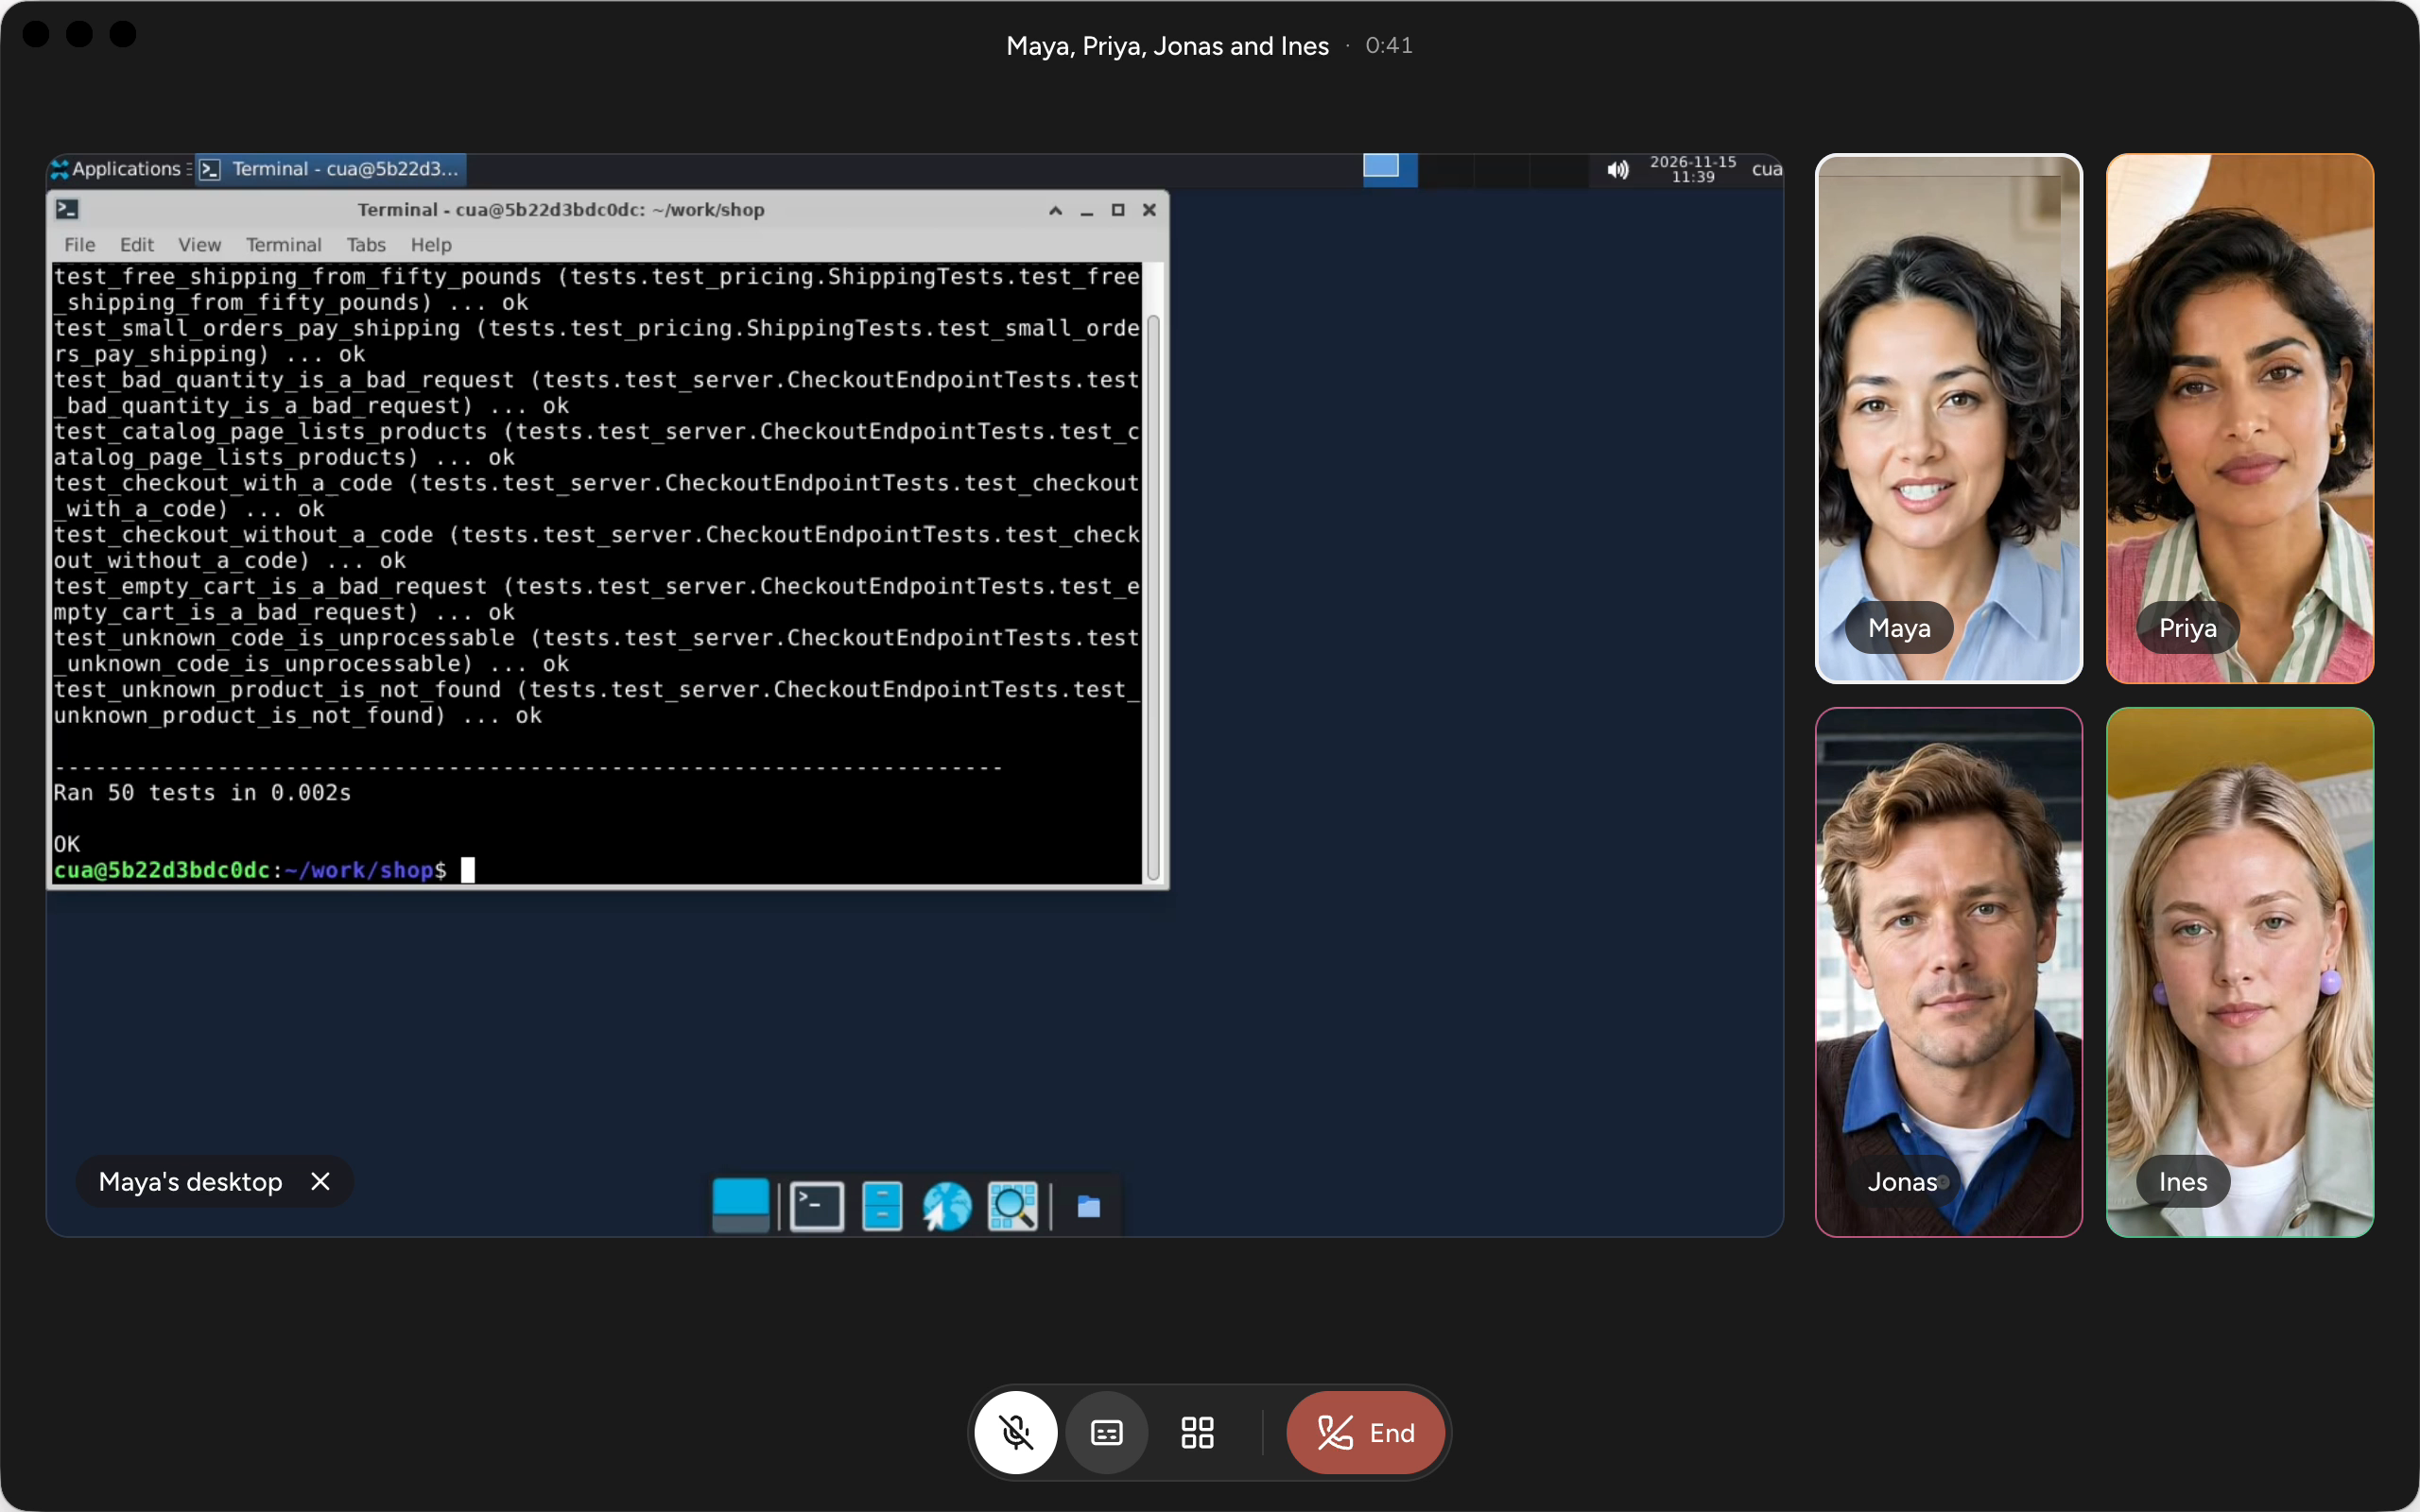 Maya, Priya, Jonas and Ines · 0:41
Applications
Terminal - cua@5b22d3...
2026-11-15
11:39
cua
Terminal - cua@5b22d3bdc0dc: ~/work/shop
File Edit View Terminal Tabs Help
test_free_shipping_from_fifty_pounds (tests.test_pricing.ShippingTests.test_free
_shipping_from_fifty_pounds) ... ok
test_small_orders_pay_shipping (tests.test_pricing.ShippingTests.test_small_orde
rs_pay_shipping) ... ok
test_bad_quantity_is_a_bad_request (tests.test_server.CheckoutEndpointTests.test
_bad_quantity_is_a_bad_request) ... ok
test_catalog_page_lists_products (tests.test_server.CheckoutEndpointTests.test_c
atalog_page_lists_products) ... ok
test_checkout_with_a_code (tests.test_server.CheckoutEndpointTests.test_checkout
_with_a_code) ... ok
test_checkout_without_a_code (tests.test_server.CheckoutEndpointTests.test_check
out_without_a_code) ... ok
test_empty_cart_is_a_bad_request (tests.test_server.CheckoutEndpointTests.test_e
mpty_cart_is_a_bad_request) ... ok
test_unknown_code_is_unprocessable (tests.test_server.CheckoutEndpointTests.test
_unknown_code_is_unprocessable) ... ok
test_unknown_product_is_not_found (tests.test_server.CheckoutEndpointTests.test_
unknown_product_is_not_found) ... ok
----------------------------------------------------------------------
Ran 50 tests in 0.002s
OK
cua@5b22d3bdc0dc:~/work/shop$
Maya's desktop
Maya
Priya
Jonas
Ines
End